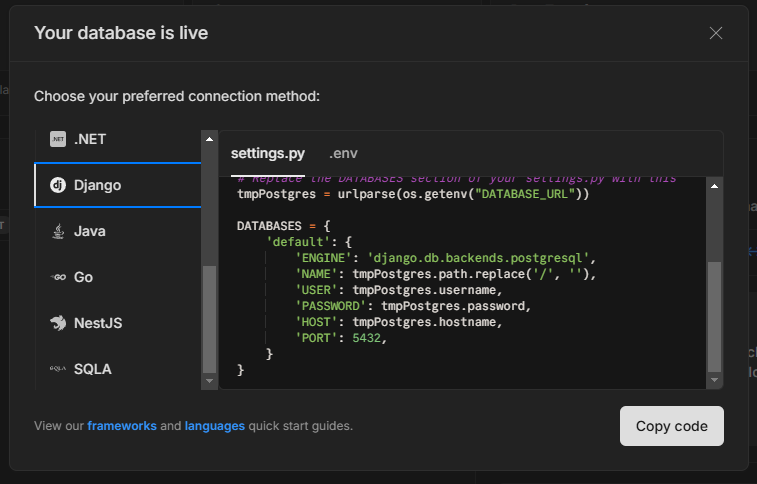 Your database is live
Choose your preferred connection method:
.NET
Django
Java
Go
NestJS
SQLA
settings.py
.env
# Replace the DATABASES section of your settings.py with this
tmpPostgres = urlparse(os.getenv("DATABASE_URL"))
DATABASES = {
    'default': {
        'ENGINE': 'django.db.backends.postgresql',
        'NAME': tmpPostgres.path.replace('/', ''),
        'USER': tmpPostgres.username,
        'PASSWORD': tmpPostgres.password,
        'HOST': tmpPostgres.hostname,
        'PORT': 5432,
    }
}
View our frameworks and languages quick start guides.
Copy code